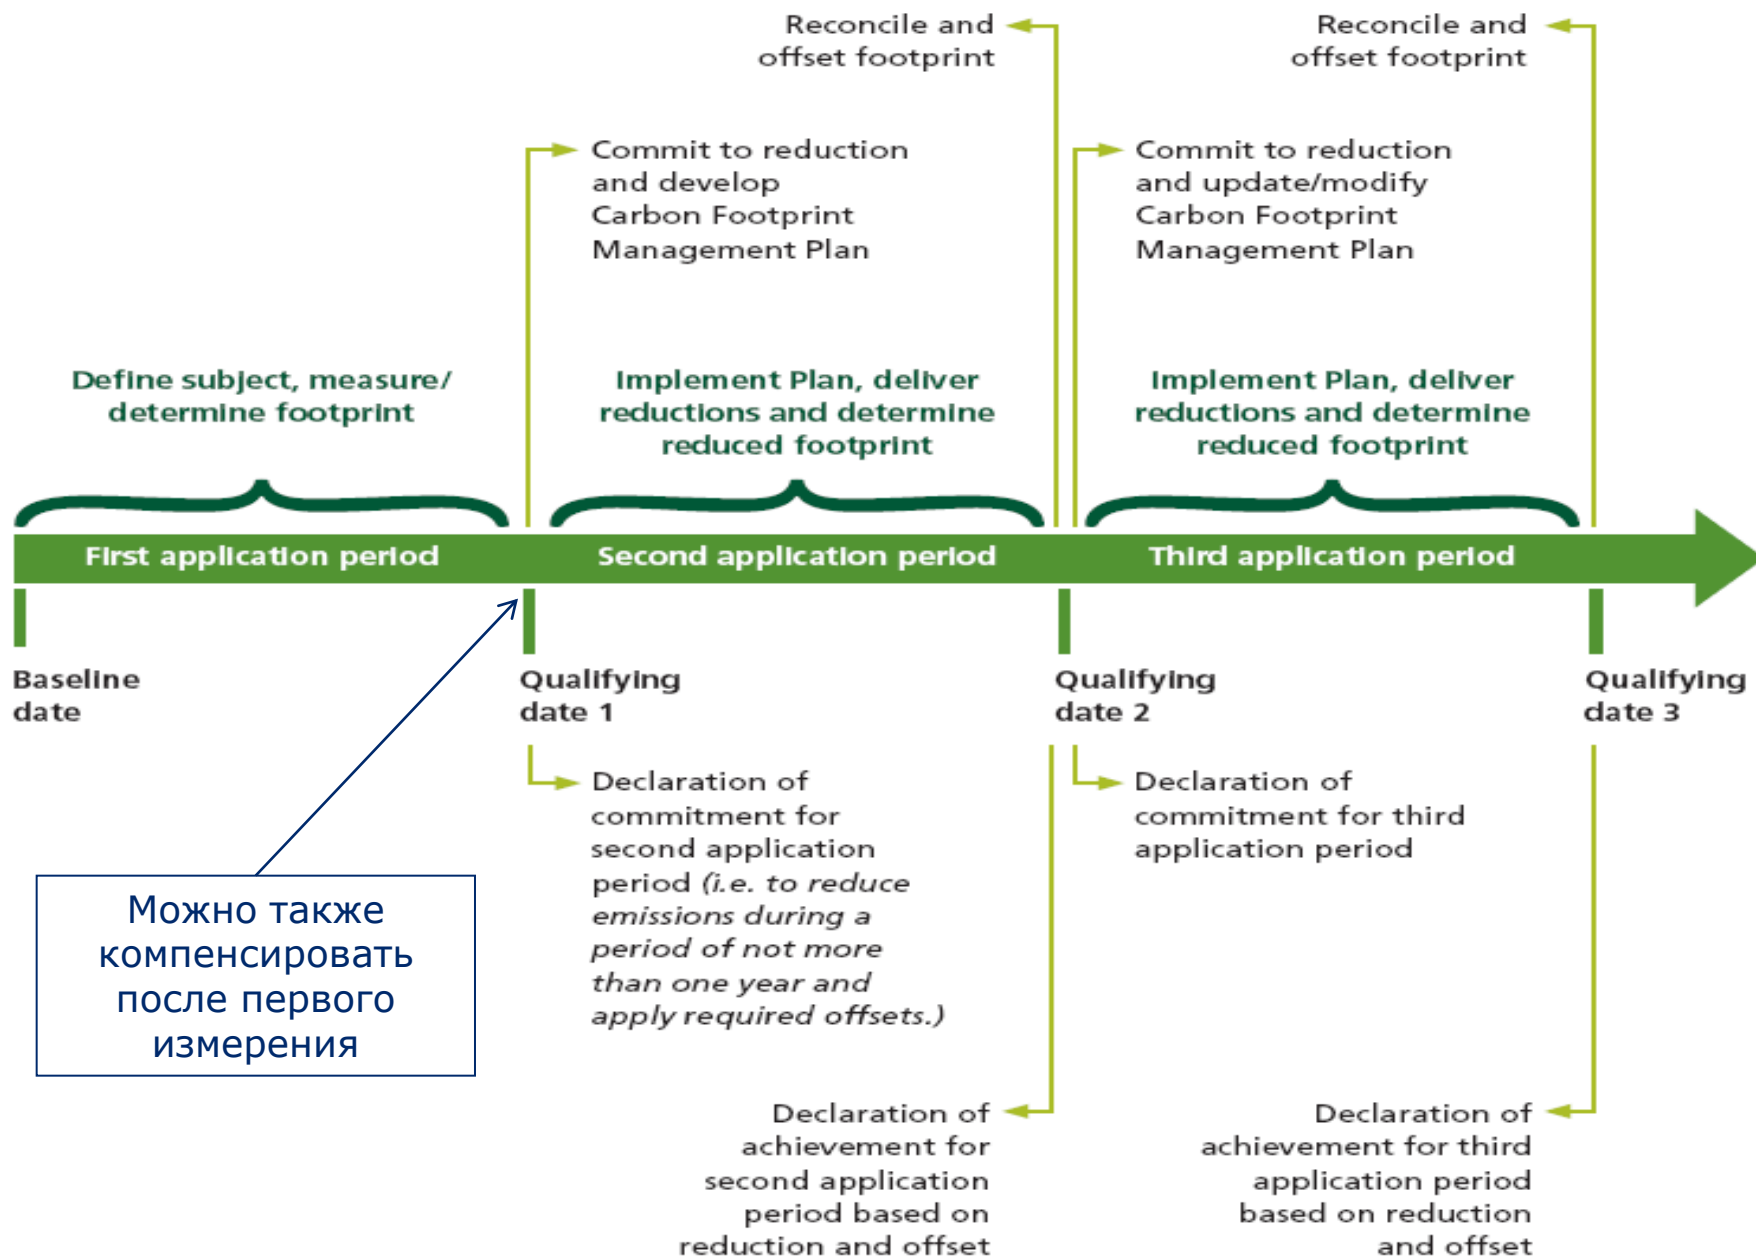 Reconcile and
offset footprint
Reconcile and
offset footprint
Commit to reduction
and develop
Carbon Footprint
Management Plan
Commit to reduction
and update/modify
Carbon Footprint
Management Plan
Define subject, measure/
determine footprint
Implement Plan, deliver
reductions and determine
reduced footprint
Implement Plan, deliver
reductions and determine
reduced footprint
First application period
Second application period
Third application period
Baseline
date
Qualifying
date 1
Qualifying
date 2
Qualifying
date 3
Declaration of
commitment for
second application
period (i.e. to reduce
emissions during a
period of not more
than one year and
apply required offsets.)
Declaration of
commitment for third
application period
Можно также
компенсировать
после первого
измерения
Declaration of
achievement for
second application
period based on
reduction and offset
Declaration of
achievement for third
application period
based on reduction
and offset